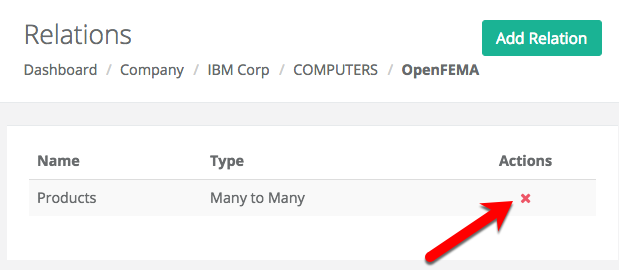 Relations
Add Relation
Dashboard / Company / IBM Corp / COMPUTERS / OpenFEMA
Name Type Actions
Products Many to Many